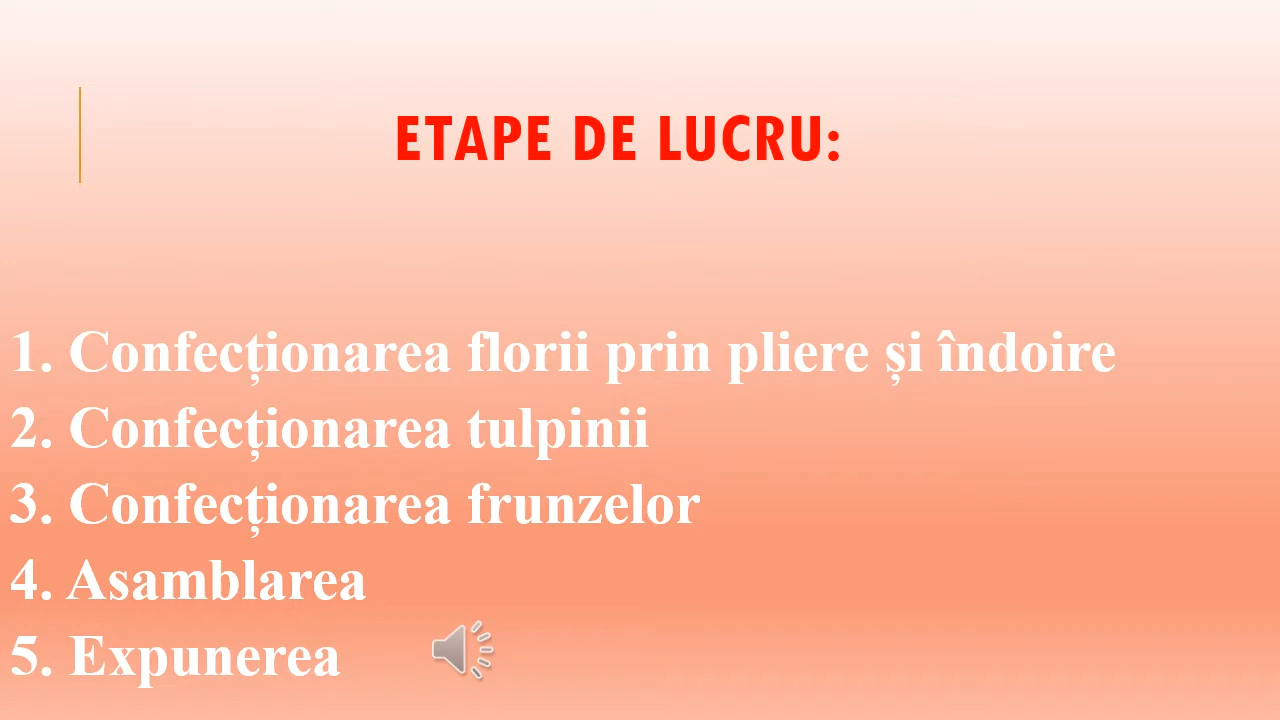 ETAPE DE LUCRU:
1. Confecționarea florii prin pliere și îndoire
2. Confecționarea tulpinii
3. Confecționarea frunzelor
4. Asamblarea
5. Expunerea